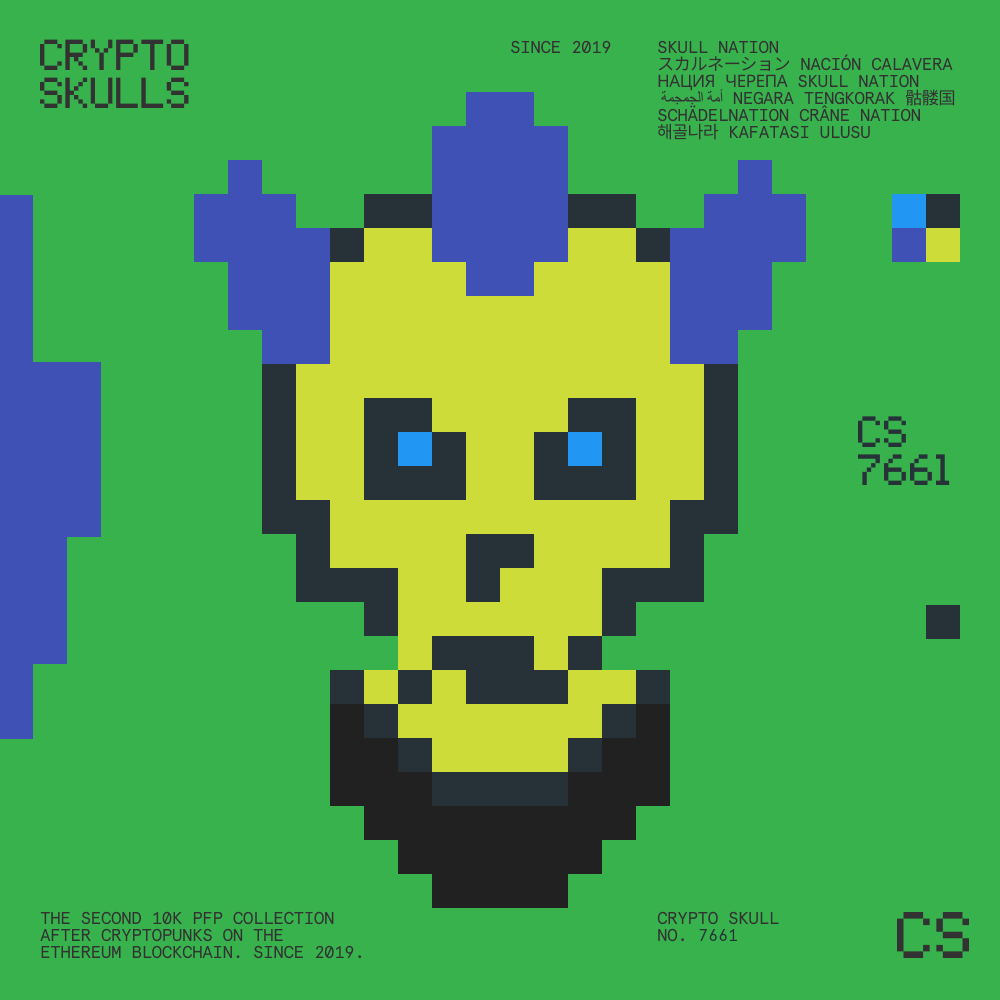 CRYPTO
SKULLS
SINCE 2019
SKULL NATION
スカルネーション NACIÓN CALAVERA
НАЦИЯ ЧЕРЕПА SKULL NATION
أمة الجمجمة NEGARA TENGKORAK 骷髅国
SCHÄDELNATION CRÂNE NATION
해골나라 KAFATASI ULUSU
CS
7661
THE SECOND 10K PFP COLLECTION
AFTER CRYPTOPUNKS ON THE
ETHEREUM BLOCKCHAIN. SINCE 2019.
CRYPTO SKULL
NO. 7661
CS